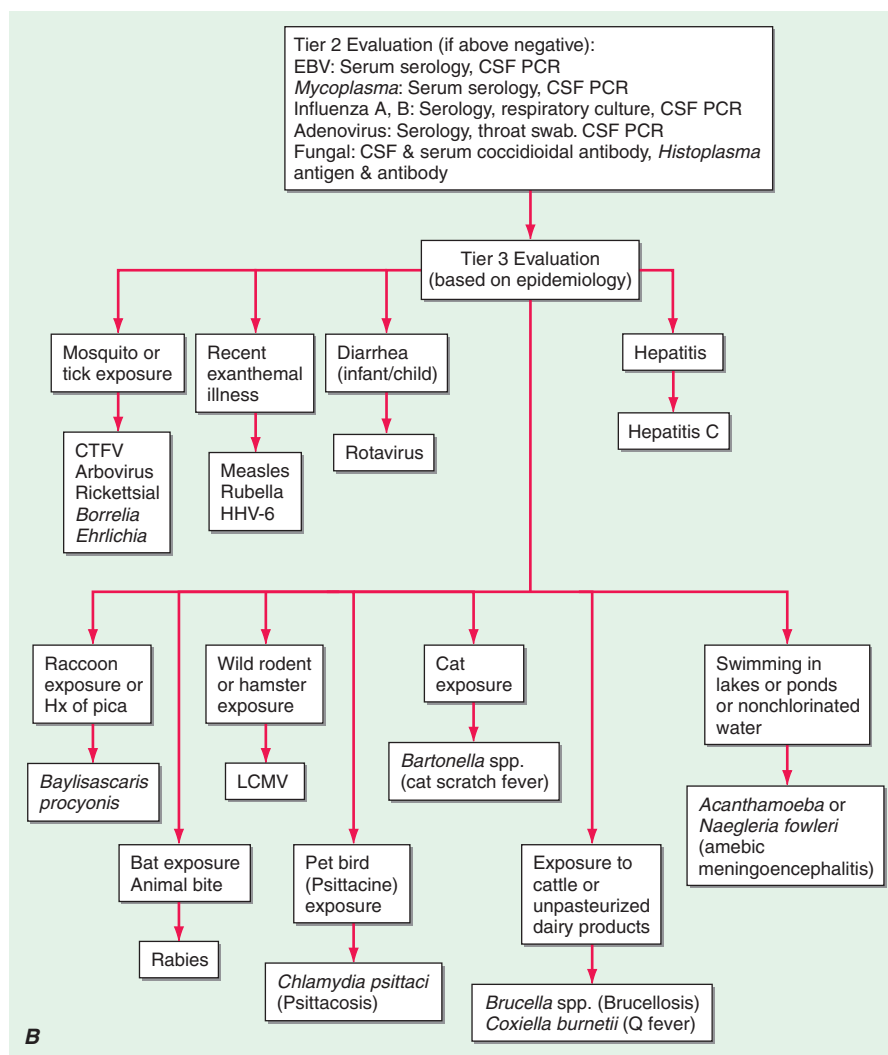 Tier 2 Evaluation (if above negative):
EBV: Serum serology, CSF PCR
Mycoplasma: Serum serology, CSF PCR
Influenza A, B: Serology, respiratory culture, CSF PCR
Adenovirus: Serology, throat swab. CSF PCR
Fungal: CSF & serum coccidioidal antibody, Histoplasma
antigen & antibody
Tier 3 Evaluation
(based on epidemiology)
Mosquito or
tick exposure
Recent
exanthemal
illness
Diarrhea
(infant/child)
Hepatitis
CTFV
Arbovirus
Rickettsial
Borrelia
Ehrlichia
Measles
Rubella
HHV-6
Rotavirus
Hepatitis C
Raccoon
exposure or
Hx of pica
Wild rodent
or hamster
exposure
Cat
exposure
Swimming in
lakes or ponds
or nonchlorinated
water
Baylisascaris
procyonis
LCMV
Bartonella spp.
(cat scratch fever)
Acanthamoeba or
Naegleria fowleri
(amebic
meningoencephalitis)
Bat exposure
Animal bite
Pet bird
(Psittacine)
exposure
Exposure to
cattle or
unpasteurized
dairy products
Rabies
Chlamydia psittaci
(Psittacosis)
Brucella spp. (Brucellosis)
Coxiella burnetii (Q fever)
B